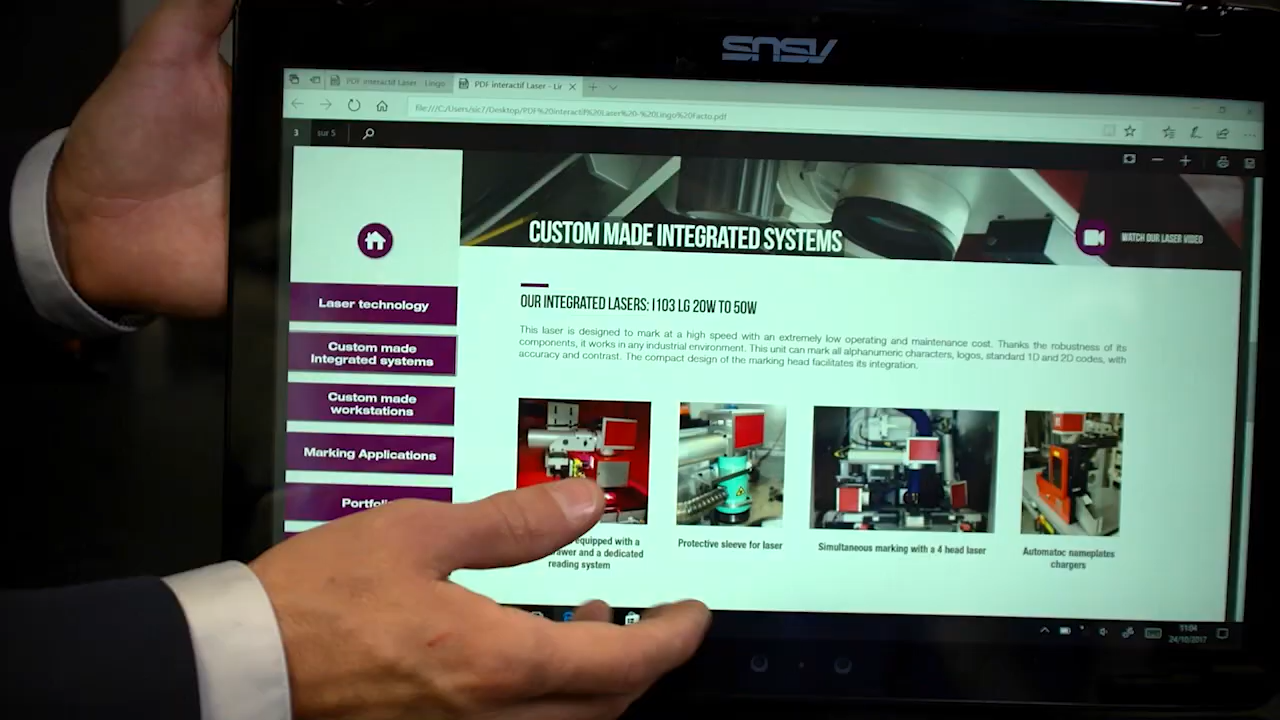 ASUS
PDF interactif Laser - Lingo
PDF interactif Laser - Lir
file:///C:/Users/sic7/Desktop/PDF%20interactif%20Laser%20-%20Lingo%20Facto.pdf
3 sur 5
CUSTOM MADE INTEGRATED SYSTEMS
WATCH OUR LASER VIDEO
Laser technology
Custom made
Integrated systems
Custom made
workstations
Marking Applications
Portfolio
OUR INTEGRATED LASERS: I103 LG 20W TO 50W
This laser is designed to mark at a high speed with an extremely low operating and maintenance cost. Thanks the robustness of its
components, it works in any industrial environment. This unit can mark all alphanumeric characters, logos, standard 1D and 2D codes, with
accuracy and contrast. The compact design of the marking head facilitates its integration.
equipped with a
drawer and a dedicated
reading system
Protective sleeve for laser
Simultaneous marking with a 4 head laser
Automatoc nameplates
chargers
11:04
24/10/2017